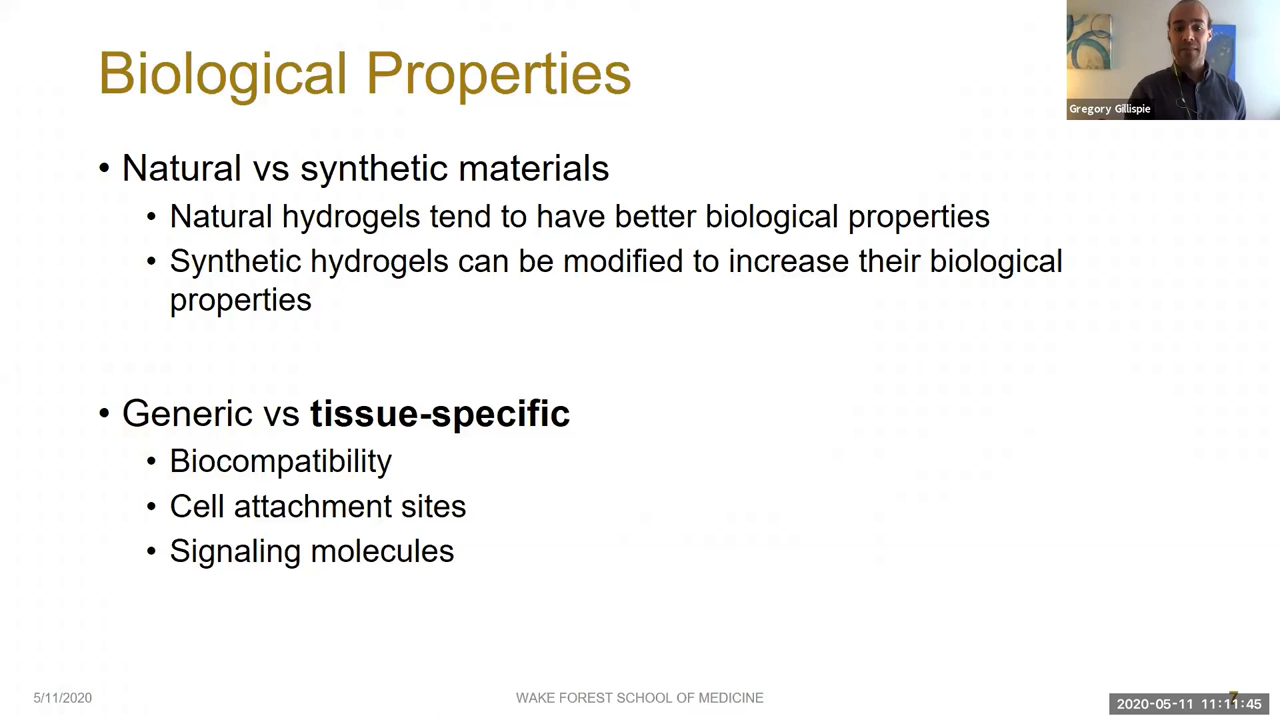 Biological Properties
Gregory Gillispie
• Natural vs synthetic materials
• Natural hydrogels tend to have better biological properties
• Synthetic hydrogels can be modified to increase their biological
properties
• Generic vs tissue-specific
• Biocompatibility
• Cell attachment sites
• Signaling molecules
5/11/2020
WAKE FOREST SCHOOL OF MEDICINE
7
2020-05-11 11:11:45